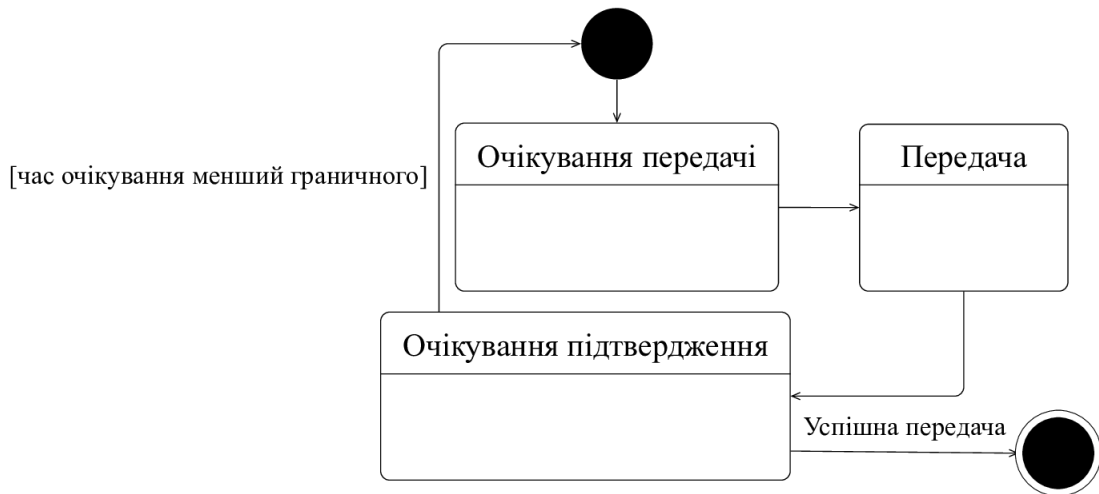 Очікування передачі
Передача
[час очікування менший граничного]
Очікування підтвердження
Успішна передача